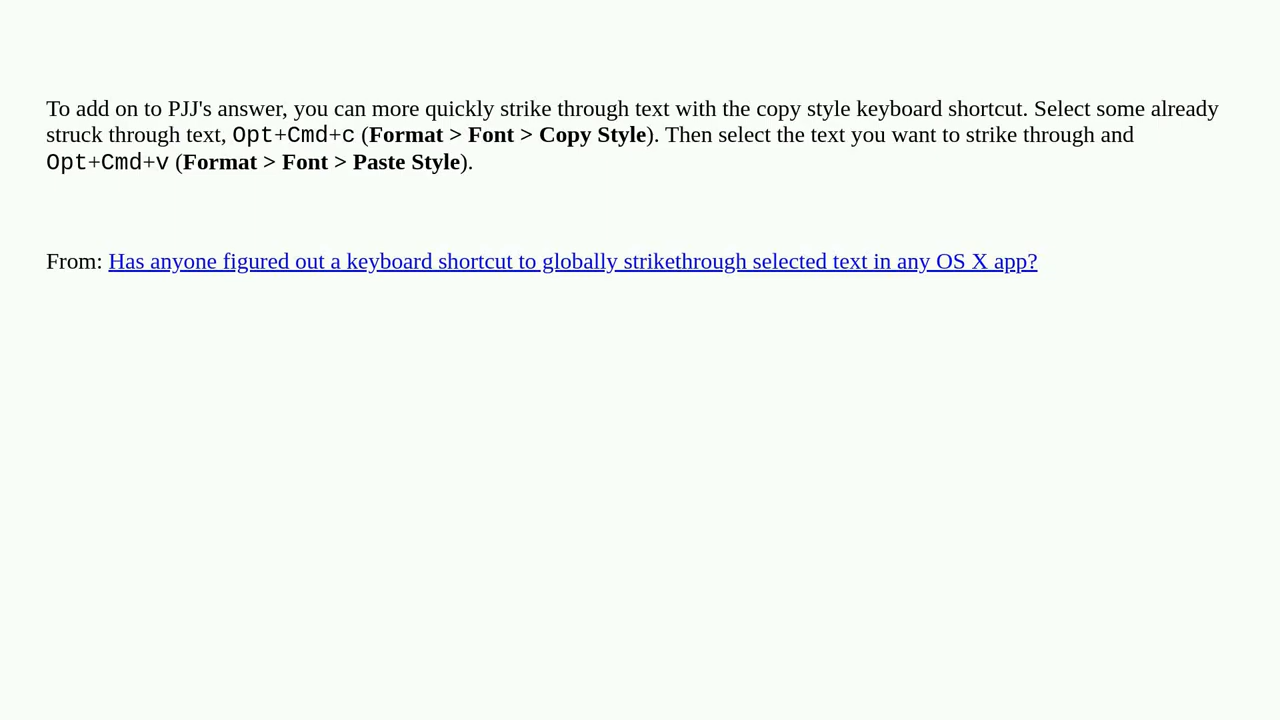 To add on to PJJ's answer, you can more quickly strike through text with the copy style keyboard shortcut. Select some already
struck through text, Opt+Cmd+c (Format > Font > Copy Style). Then select the text you want to strike through and
Opt+Cmd+v (Format > Font > Paste Style).
From: Has anyone figured out a keyboard shortcut to globally strikethrough selected text in any OS X app?